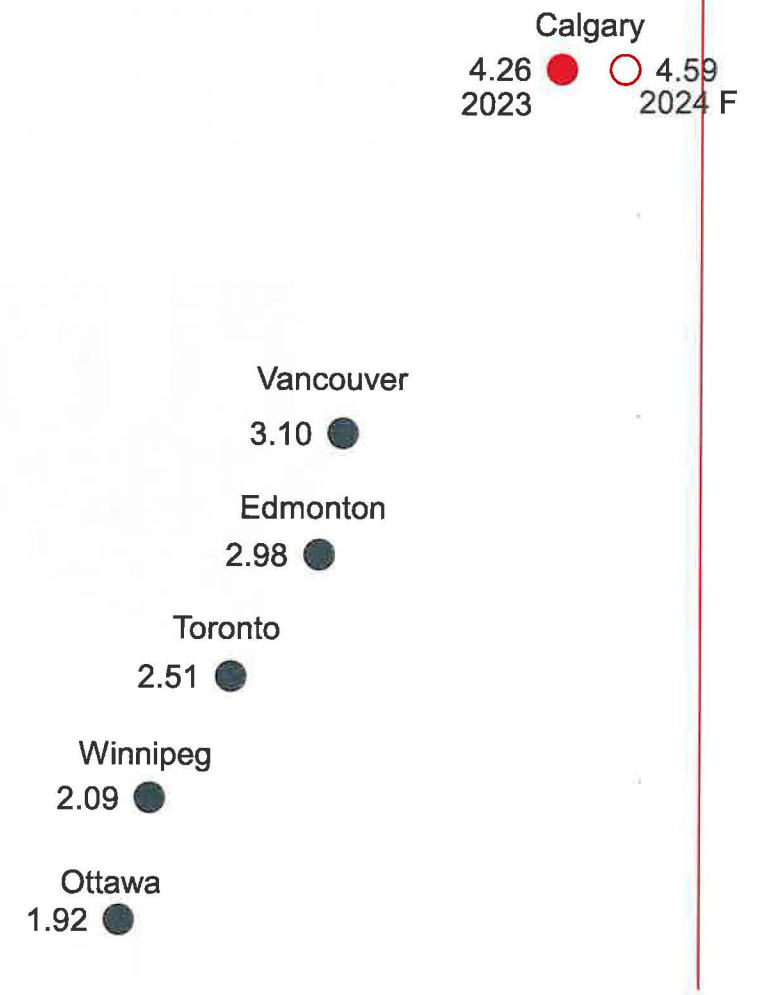 Calgary
4.26 4.59
2023 2024 F
Vancouver
3.10
Edmonton
2.98
Toronto
2.51
Winnipeg
2.09
Ottawa
1.92